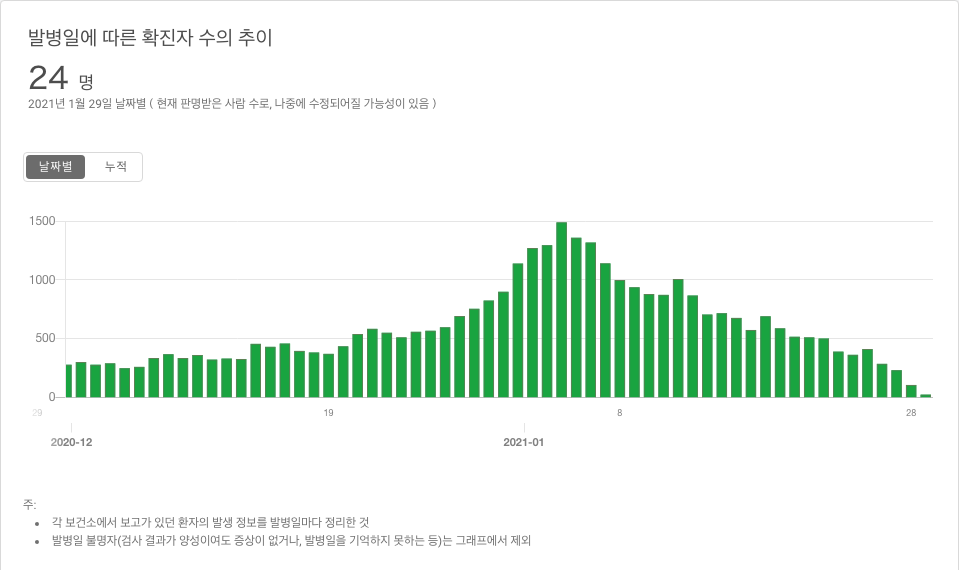 발병일에 따른 확진자 수의 추이
24 명
2021년 1월 29일 날짜별 ( 현재 판명받은 사람 수로, 나중에 수정되어질 가능성이 있음 )
날짜별 누적
1500
1000
500
0
29 19 8 28
2020-12 2021-01
주:
• 각 보건소에서 보고가 있던 환자의 발생 정보를 발병일마다 정리한 것
• 발병일 불명자(검사 결과가 양성이여도 증상이 없거나, 발병일을 기억하지 못하는 등)는 그래프에서 제외